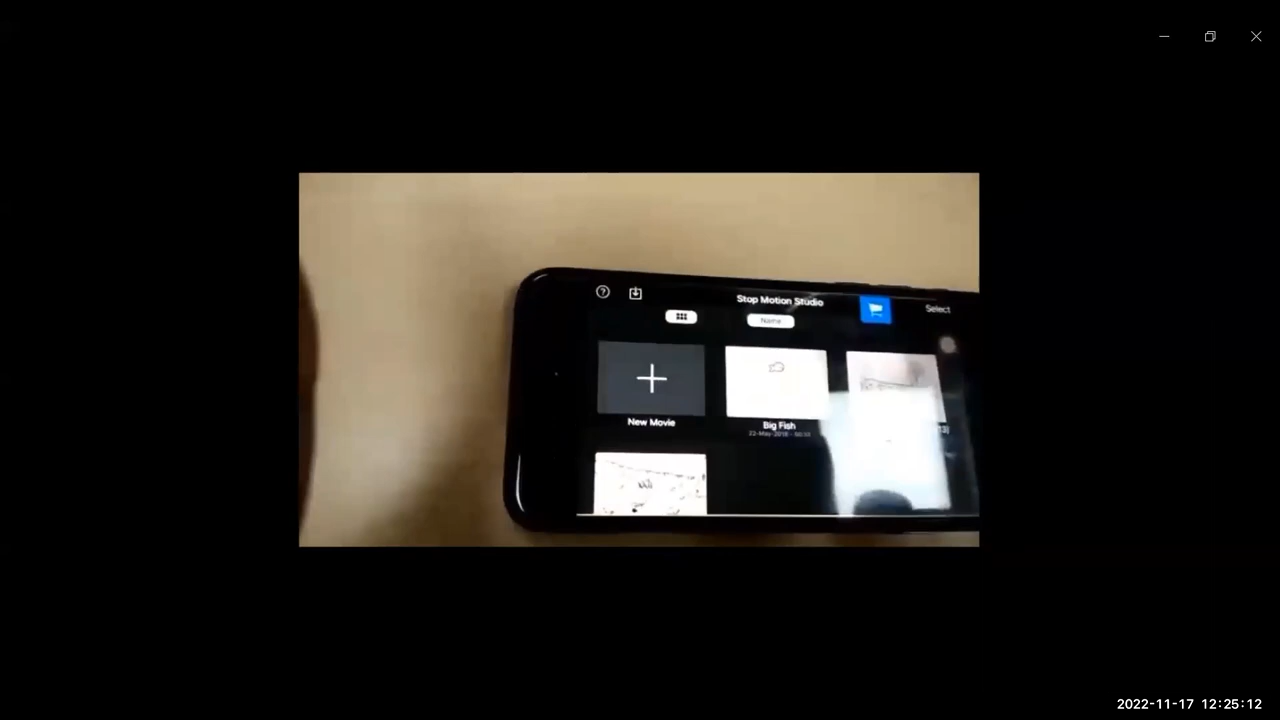 Stop Motion Studio
Select
Name
New Movie
Big Fish
2022-11-17 12:25:12